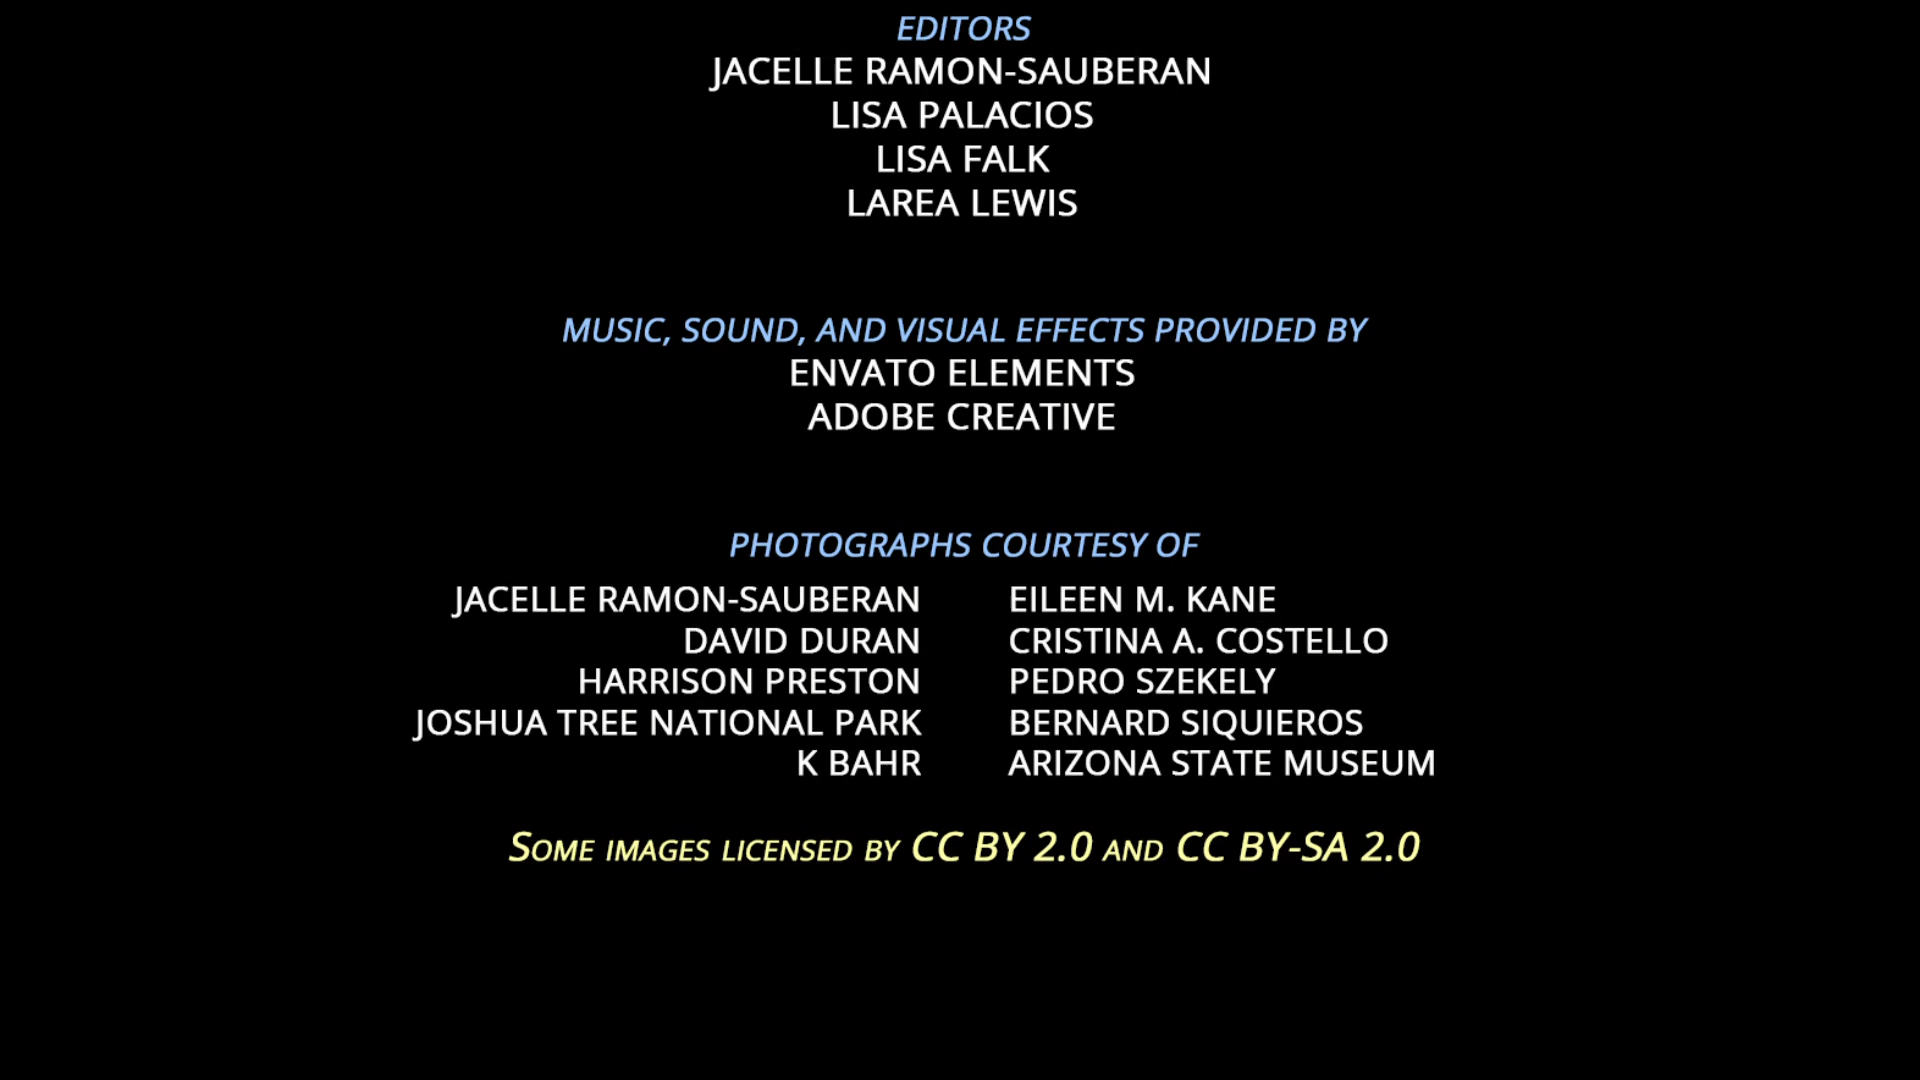 EDITORS
JACELLE RAMON-SAUBERAN
LISA PALACIOS
LISA FALK
LAREA LEWIS
MUSIC, SOUND, AND VISUAL EFFECTS PROVIDED BY
ENVATO ELEMENTS
ADOBE CREATIVE
PHOTOGRAPHS COURTESY OF
JACELLE RAMON-SAUBERAN
DAVID DURAN
HARRISON PRESTON
JOSHUA TREE NATIONAL PARK
K BAHR
EILEEN M. KANE
CRISTINA A. COSTELLO
PEDRO SZEKELY
BERNARD SIQUIEROS
ARIZONA STATE MUSEUM
SOME IMAGES LICENSED BY CC BY 2.0 AND CC BY-SA 2.0